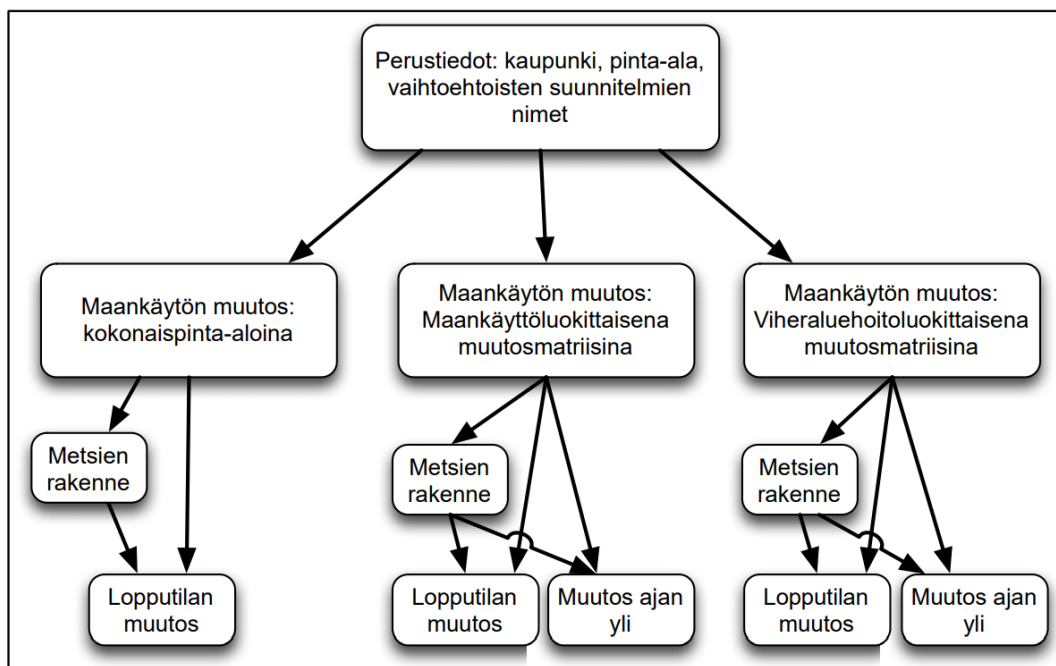 Perustiedot: kaupunki, pinta-ala,
vaihtoehtoisten suunnitelmien
nimet
Maankäytön muutos:
kokonaispinta-aloina
Maankäytön muutos:
Maankäyttöluokittaisena
muutosmatriisina
Maankäytön muutos:
Viheraluehoitoluokittaisena
muutosmatriisina
Metsien
rakenne
Metsien
rakenne
Metsien
rakenne
Lopputilan
muutos
Lopputilan
muutos
Muutos ajan
yli
Lopputilan
muutos
Muutos ajan
yli